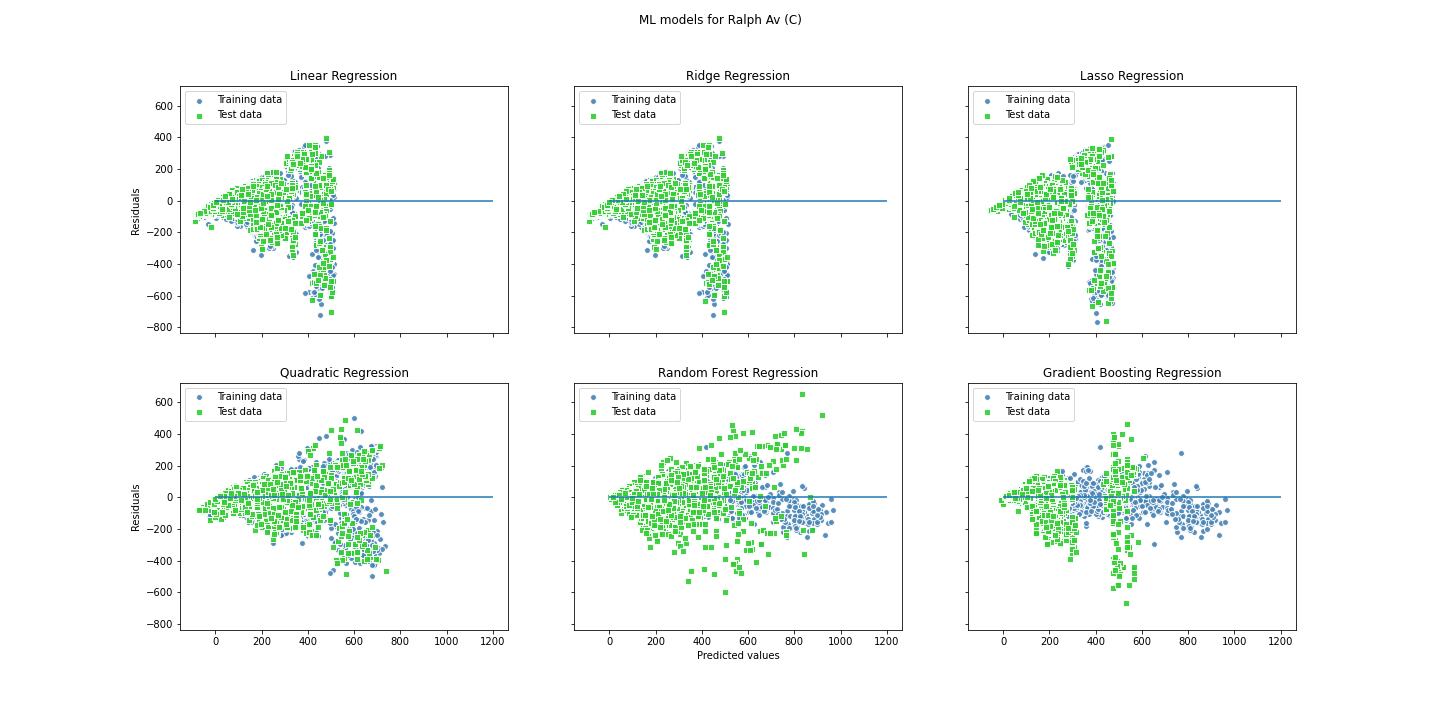 ML models for Ralph Av (C)
Linear Regression
Training data
Test data
600
400
200
0
−200
−400
−600
−800
Residuals
Ridge Regression
Training data
Test data
Lasso Regression
Training data
Test data
Quadratic Regression
Training data
Test data
600
400
200
0
−200
−400
−600
−800
Residuals
0 200 400 600 800 1000 1200
Random Forest Regression
Training data
Test data
0 200 400 600 800 1000 1200
Predicted values
Gradient Boosting Regression
Training data
Test data
0 200 400 600 800 1000 1200